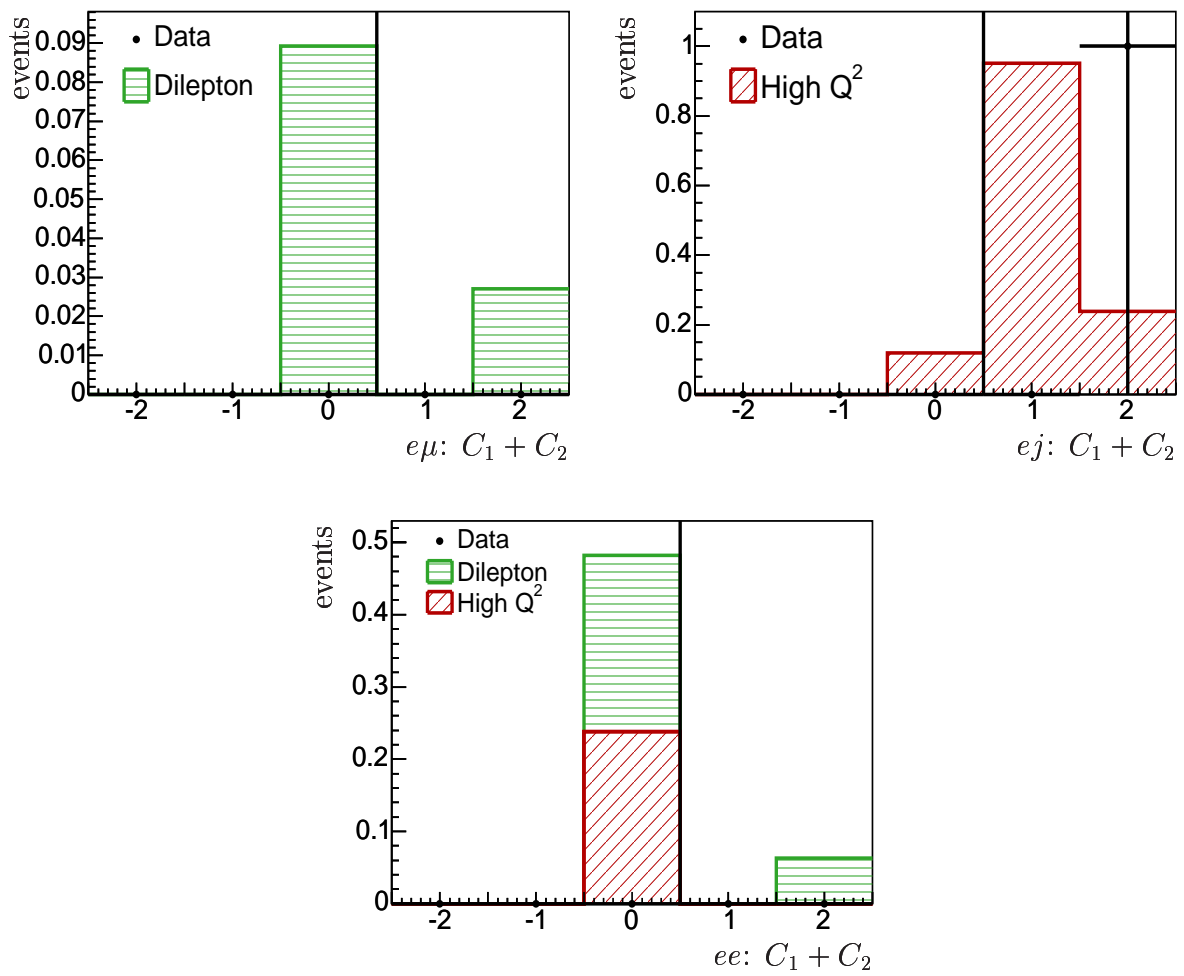 events
0.09
0.08
0.07
0.06
0.05
0.04
0.03
0.02
0.01
0
Data
Dilepton
-2 -1 0 1 2
eμ: C₁ + C₂
events
1
0.8
0.6
0.4
0.2
0
Data
High Q²
-2 -1 0 1 2
ej: C₁ + C₂
events
0.5
0.4
0.3
0.2
0.1
0
Data
Dilepton
High Q²
-2 -1 0 1 2
ee: C₁ + C₂